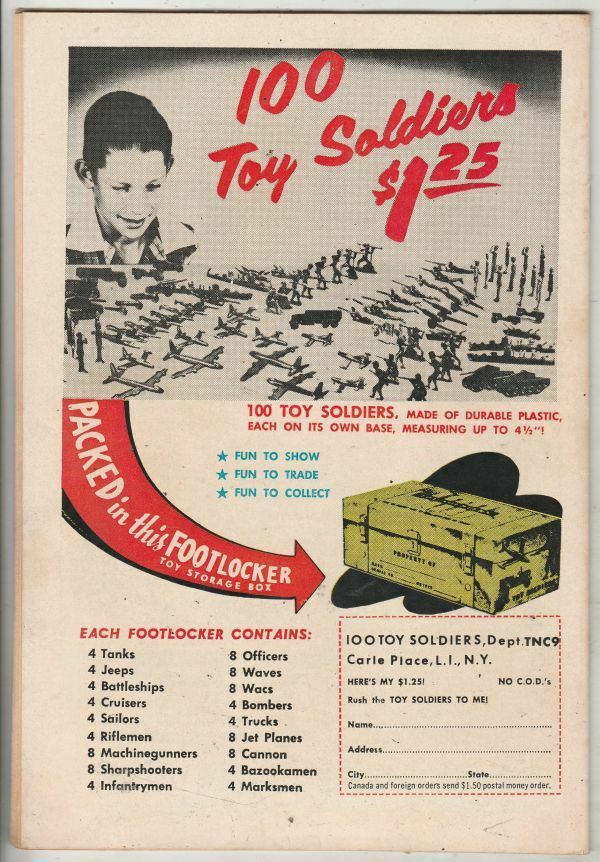 100
Toy Soldiers
$1.25
100 TOY SOLDIERS, MADE OF DURABLE PLASTIC,
EACH ON ITS OWN BASE, MEASURING UP TO 4½"!
★ FUN TO SHOW
★ FUN TO TRADE
★ FUN TO COLLECT
PACKED in this FOOTLOCKER
TOY STORAGE BOX
PROPERTY OF
EACH FOOTLOCKER CONTAINS:
4 Tanks
4 Jeeps
4 Battleships
4 Cruisers
4 Sailors
4 Riflemen
8 Machinegunners
8 Sharpshooters
4 Infantrymen
8 Officers
8 Waves
8 Wacs
4 Bombers
4 Trucks
8 Jet Planes
8 Cannon
4 Bazookamen
4 Marksmen
100 TOY SOLDIERS, Dept. TNC9
Carle Place, L.I., N.Y.
HERE'S MY $1.25! NO C.O.D.'s
Rush the TOY SOLDIERS TO ME!
Name
Address
City State
Canada and foreign orders send $1.50 postal money order.